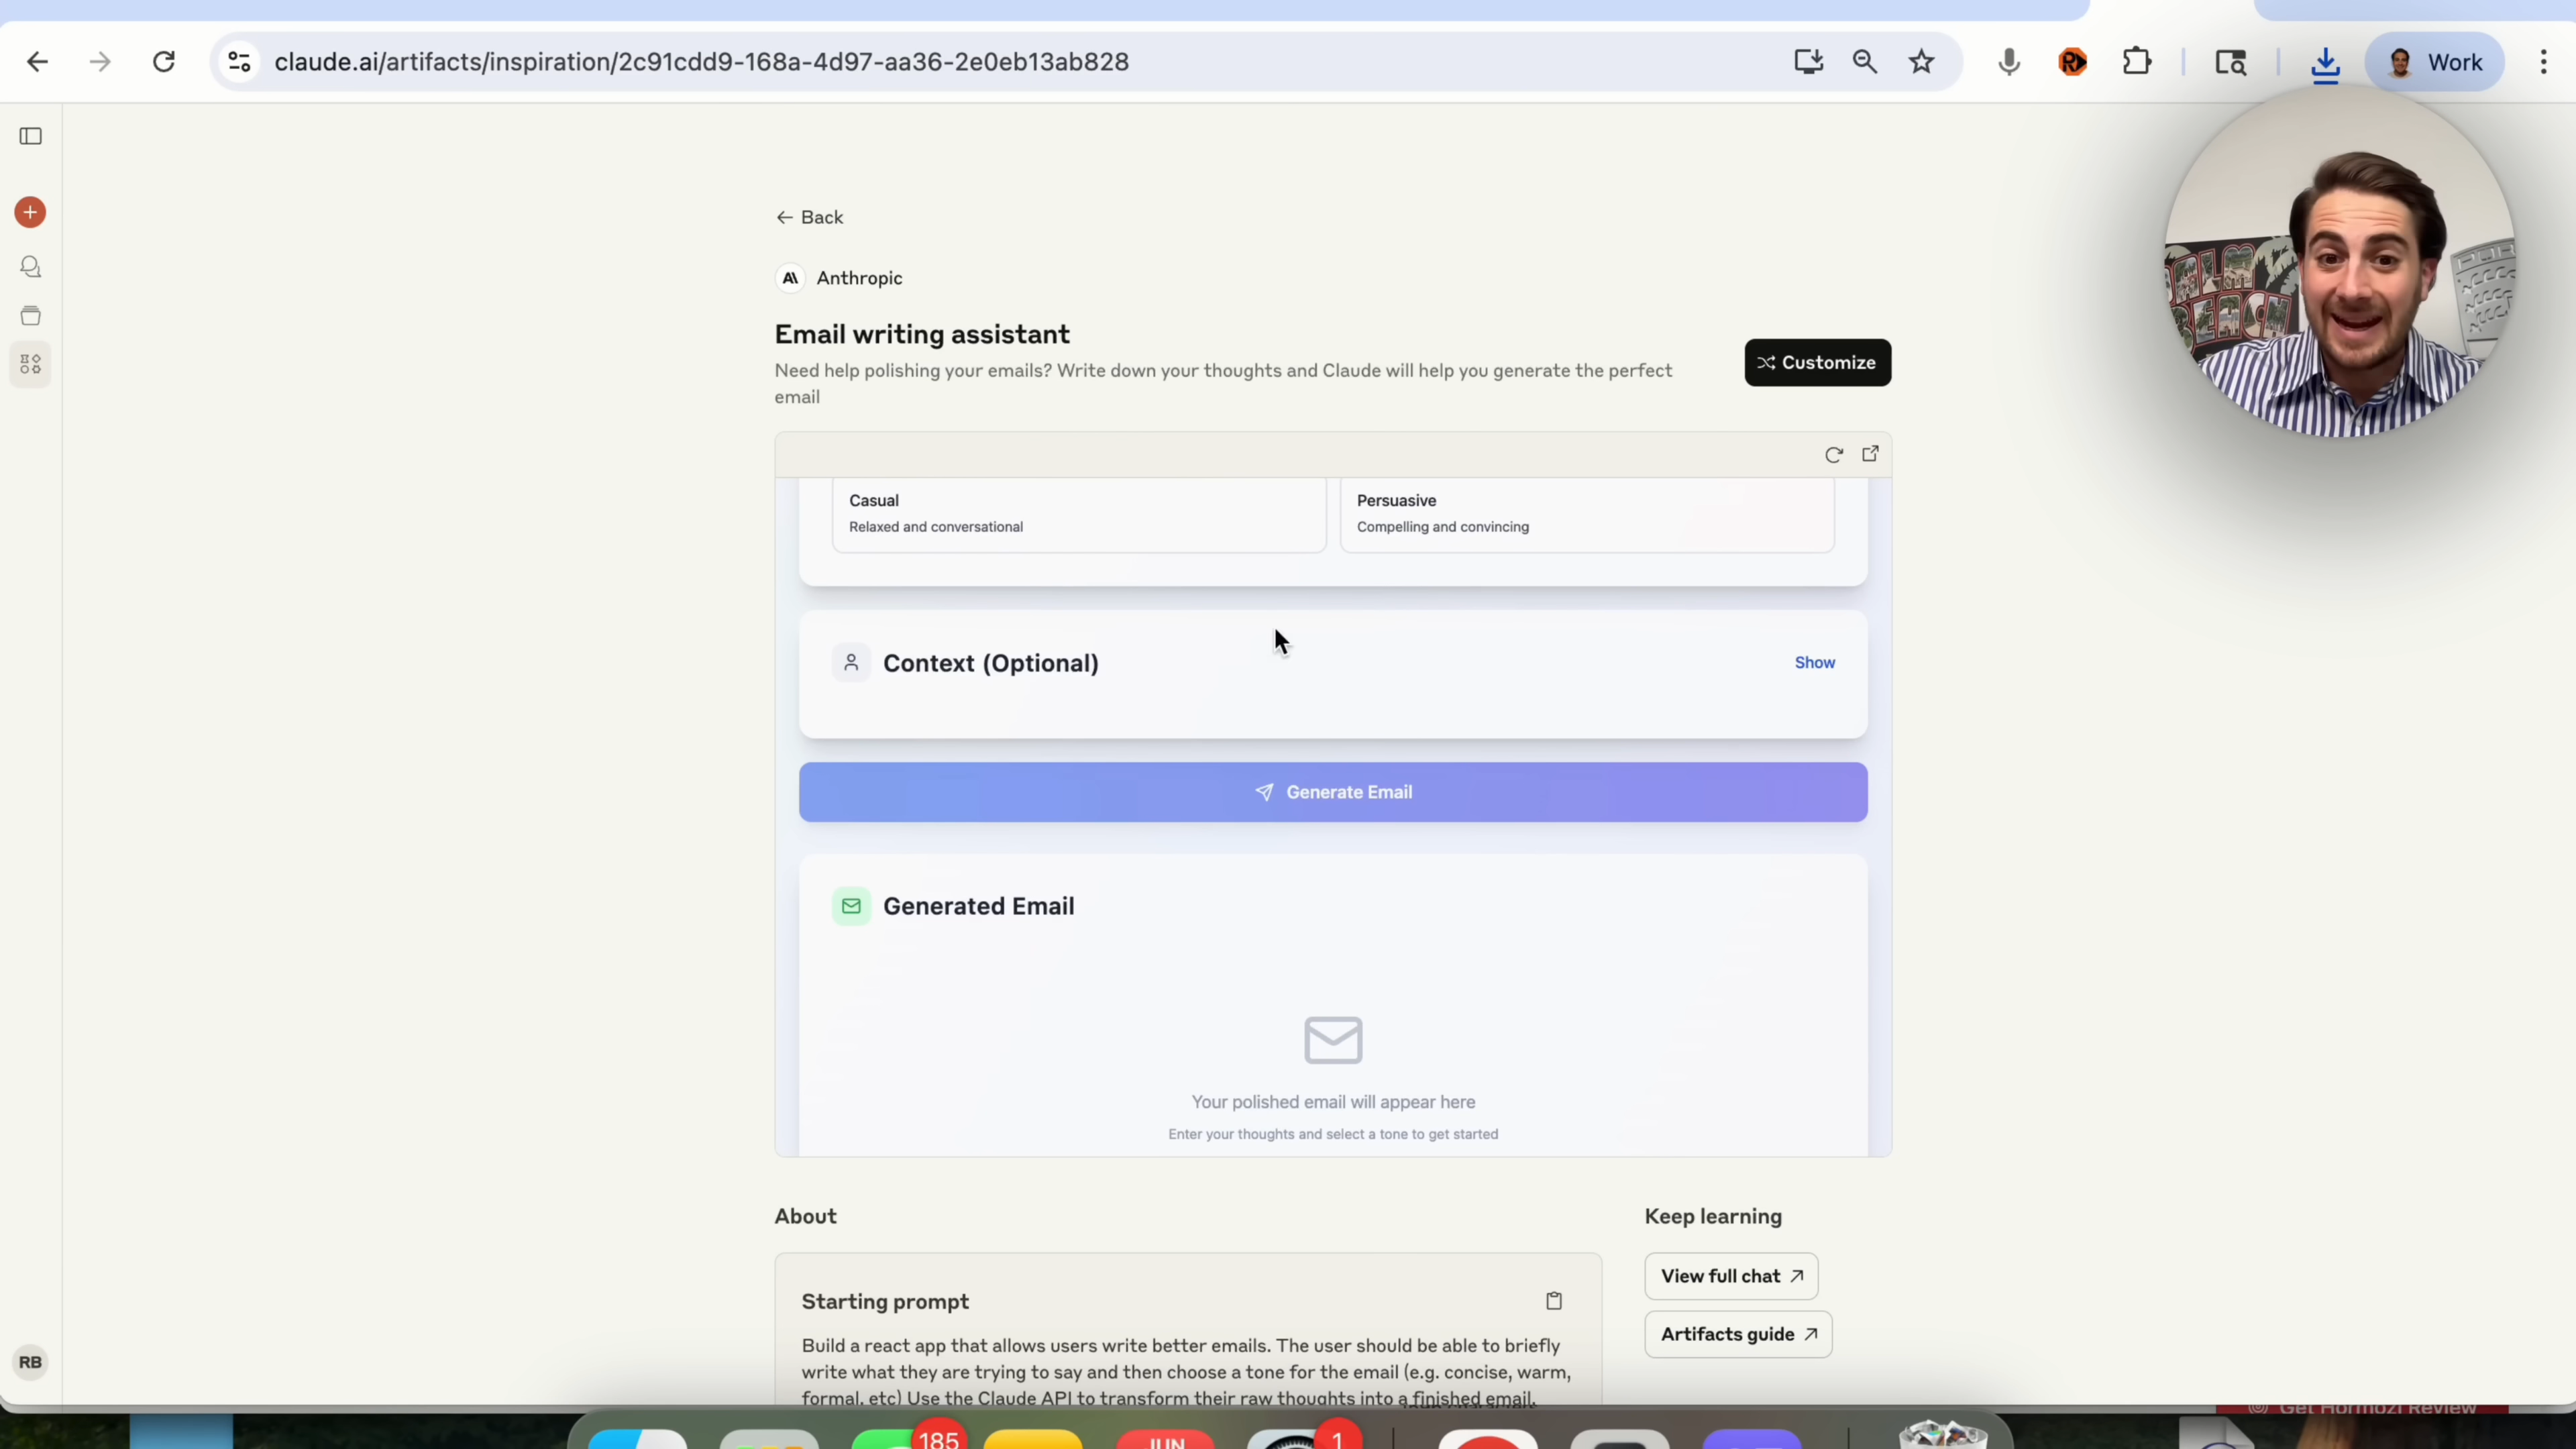 claude.ai/artifacts/inspiration/2c91cdd9-168a-4d97-aa36-2e0eb13ab828
Work
Back
Anthropic
Email writing assistant
Need help polishing your emails? Write down your thoughts and Claude will help you generate the perfect
email
Customize
Casual
Relaxed and conversational
Persuasive
Compelling and convincing
Context (Optional)
Show
Generate Email
Generated Email
Your polished email will appear here
Enter your thoughts and select a tone to get started
About
Keep learning
Starting prompt
View full chat
Build a react app that allows users write better emails. The user should be able to briefly
Artifacts guide
write what they are trying to say and then choose a tone for the email (e.g. concise, warm,
formal, etc) Use the Claude API to transform their raw thoughts into a finished email.
RB
Get Hormozi Review
185
JUN
1